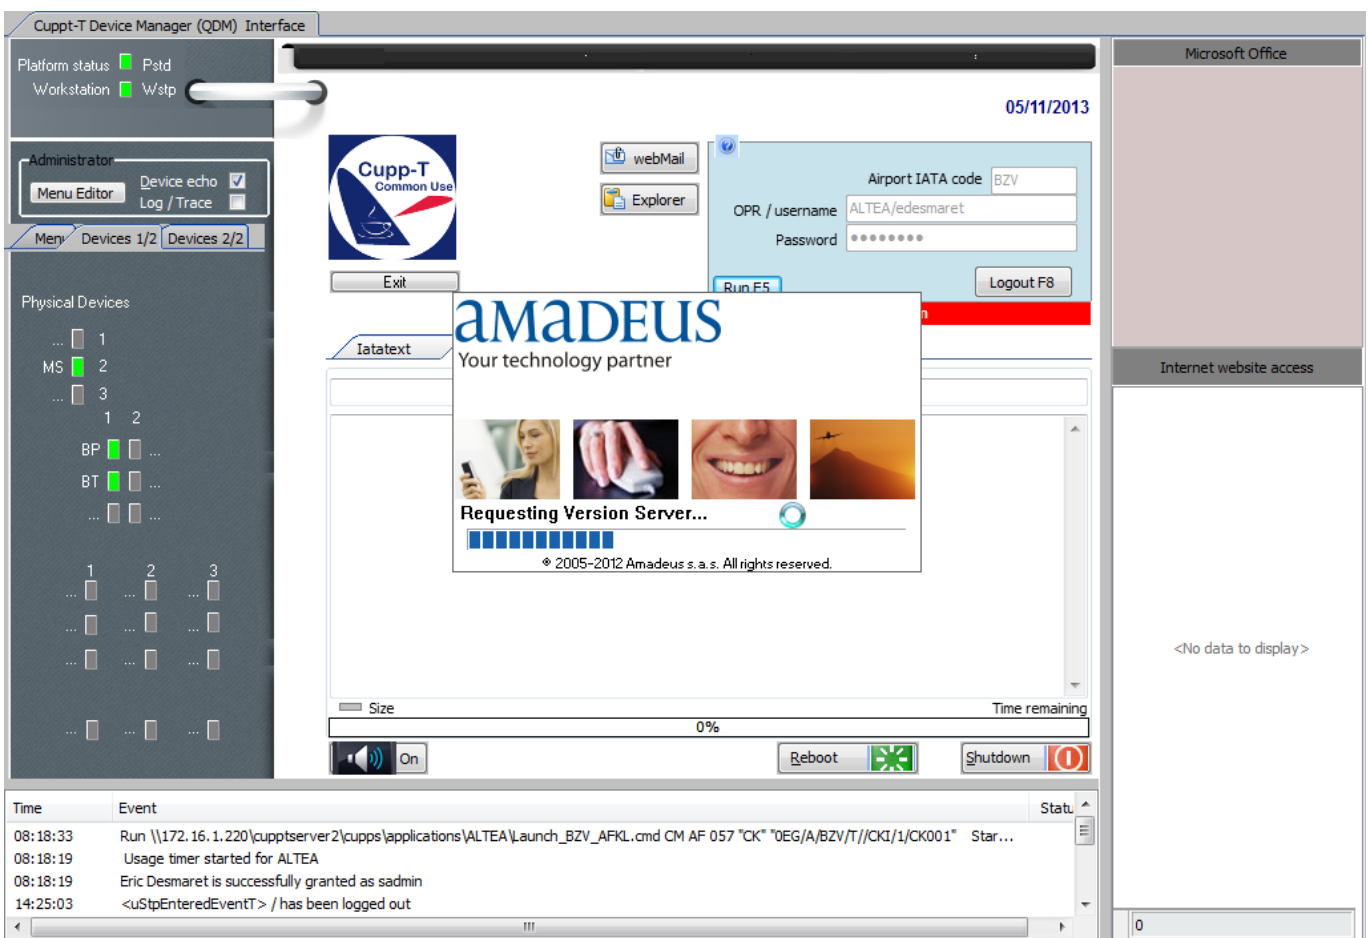 Cuppt-T Device Manager (QDM) Interface
Platform status Pstd
Workstation Wstp
Administrator
Menu Editor
Device echo
Log / Trace
Men Devices 1/2 Devices 2/2
Physical Devices
... 1
MS 2
... 3
1 2
BP ...
BT ...
... ...
1 2 3
... ... ...
... ... ...
... ... ...
... ... ...
05/11/2013
Cupp-T
Common Use
Exit
webMail
Explorer
Airport IATA code BZV
OPR / username ALTEA/edesmaret
Password ●●●●●●●●
Run F5
Logout F8
n
Iatatext
amadeus
Your technology partner
Requesting Version Server...
® 2005-2012 Amadeus s.a.s. All rights reserved.
Size Time remaining
0%
On
Reboot
Shutdown
Time Event Statu
08:18:33 Run \\172.16.1.220\cupptserver2\cupps\applications\ALTEA\Launch_BZV_AFKL.cmd CM AF 057 "CK" "0EG/A/BZV/T//CKI/1/CK001" Star...
08:18:19 Usage timer started for ALTEA
08:18:19 Eric Desmaret is successfully granted as sadmin
14:25:03 <uStpEnteredEventT> / has been logged out
Microsoft Office
Internet website access
<No data to display>
0